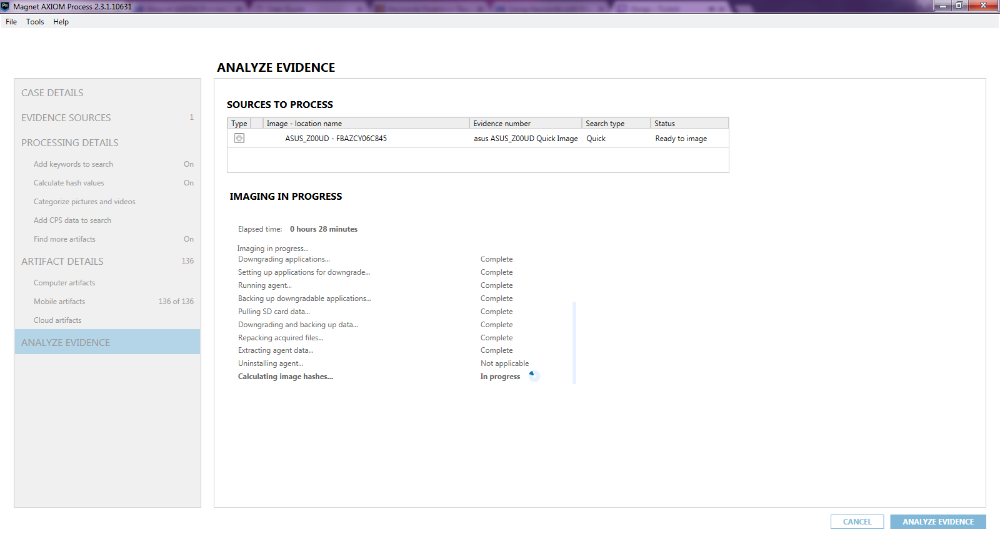 Magnet AXIOM Process 2.3.1.10631
File Tools Help
ANALYZE EVIDENCE
CASE DETAILS
EVIDENCE SOURCES 1
PROCESSING DETAILS
Add keywords to search On
Calculate hash values On
Categorize pictures and videos
Add CPS data to search
Find more artifacts On
ARTIFACT DETAILS 136
Computer artifacts
Mobile artifacts 136 of 136
Cloud artifacts
ANALYZE EVIDENCE
SOURCES TO PROCESS
Type Image - location name Evidence number Search type Status
ASUS_Z00UD - FBAZCY06C845 asus ASUS_Z00UD Quick Image Quick Ready to image
IMAGING IN PROGRESS
Elapsed time: 0 hours 28 minutes
Imaging in progress...
Downgrading applications... Complete
Setting up applications for downgrade... Complete
Running agent... Complete
Backing up downgradable applications... Complete
Pulling SD card data... Complete
Downgrading and backing up data... Complete
Repacking acquired files... Complete
Extracting agent data... Complete
Uninstalling agent... Not applicable
Calculating image hashes... In progress
CANCEL ANALYZE EVIDENCE